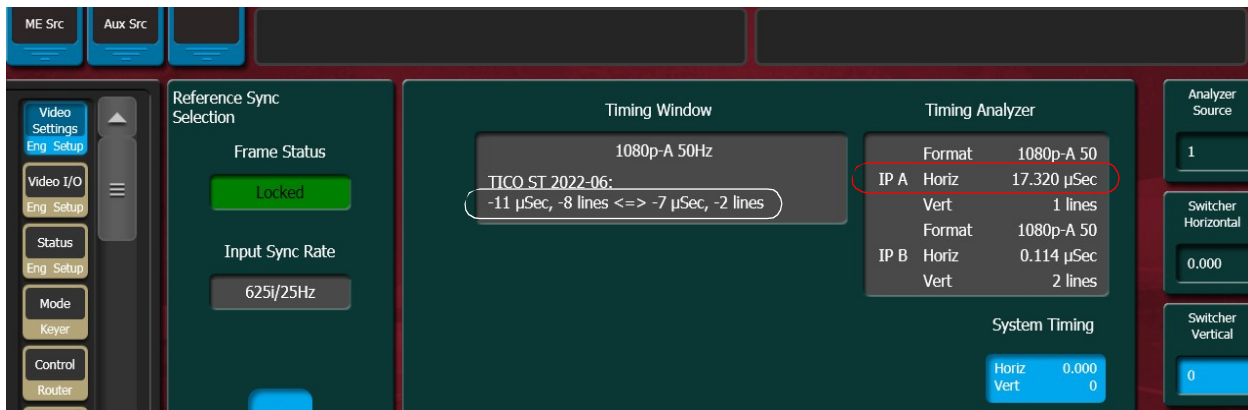 ME Src
Aux Src
Video
Settings
Eng Setup
Video I/O
Eng Setup
Status
Eng Setup
Mode
Keyer
Control
Router
Reference Sync
Selection
Frame Status
Locked
Input Sync Rate
625i/25Hz
Timing Window
1080p-A 50Hz
TICO ST 2022-06:
-11 µSec, -8 lines <=> -7 µSec, -2 lines
Timing Analyzer
Format 1080p-A 50
IP A Horiz 17.320 µSec
Vert 1 lines
Format 1080p-A 50
IP B Horiz 0.114 µSec
Vert 2 lines
System Timing
Horiz 0.000
Vert 0
Analyzer
Source
1
Switcher
Horizontal
0.000
Switcher
Vertical
0